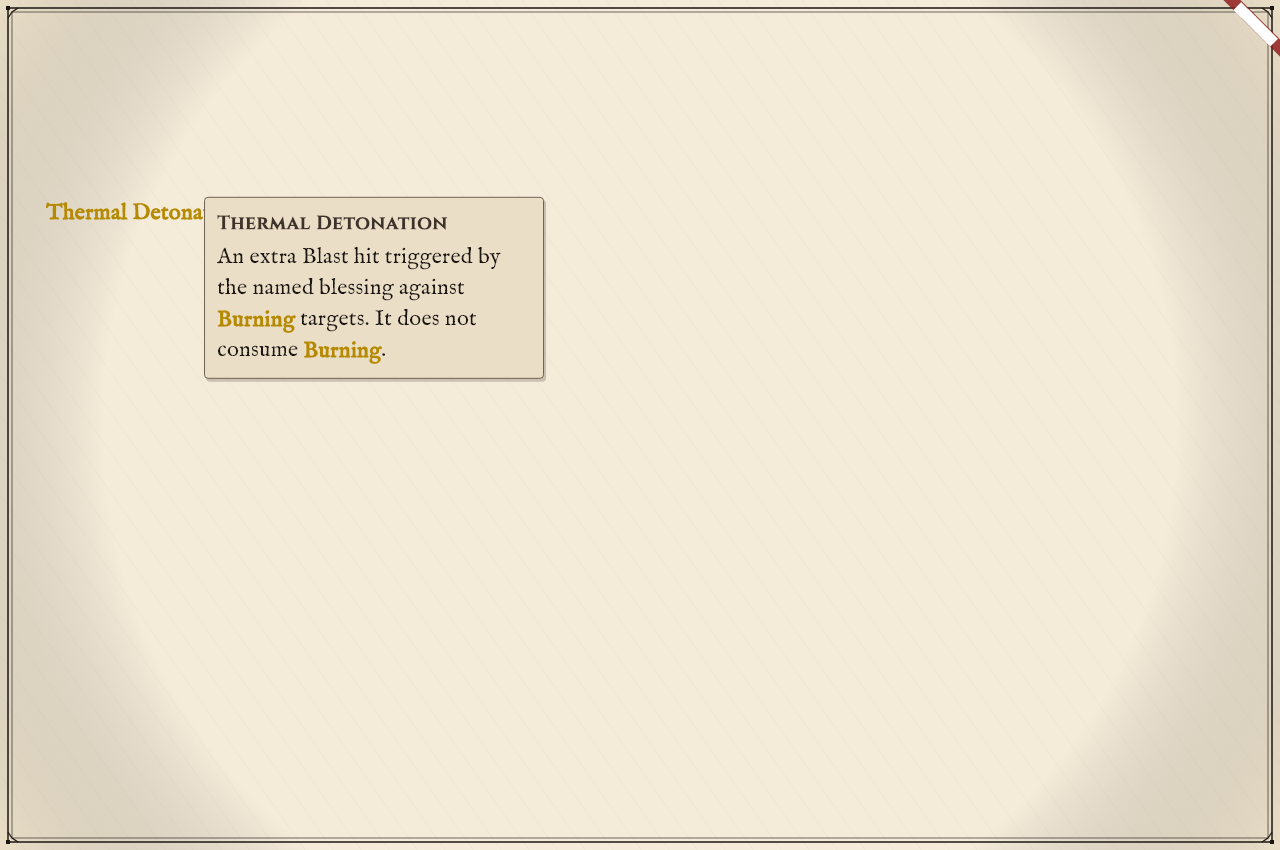 Thermal Detona
THERMAL DETONATION
An extra Blast hit triggered by
the named blessing against
Burning targets. It does not
consume Burning.